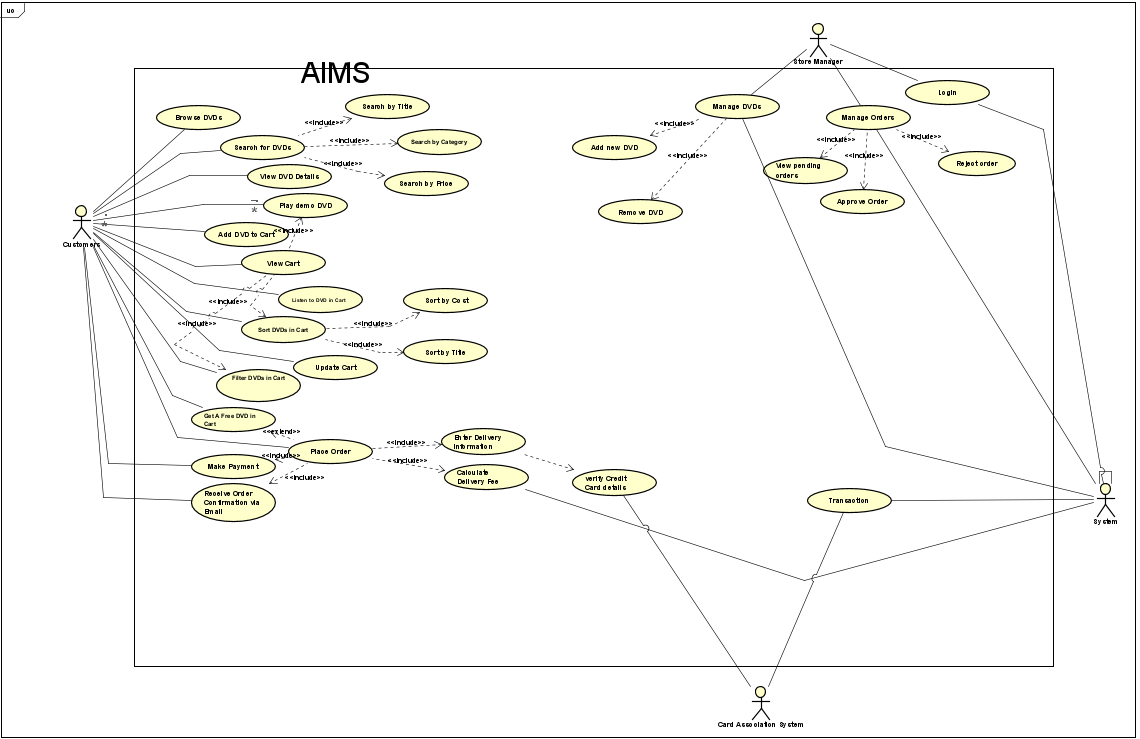 uc
Store Manager
AIMS
Login
Search by Title
Manage DVDs
Browse DVDs
Manage Orders
<<include>>
<<include>>
<<include>>
<<include>>
<<include>>
Search for DVDs
Search by Category
Add new DVD
<<include>>
<<include>>
<<include>>
View pending
orders
Reject order
View DVD Details
Search by Price
Play demo DVD
*
Approve Order
Remove DVD
*
Customers
Add DVD to Cart
<<include>>
View Cart
Listen to DVD in Cart
<<include>>
Sort by Cost
<<include>>
<<include>>
Sort DVDs in Cart
<<include>>
Sort by Title
Update Cart
Filter DVDs in Cart
Get A Free DVD in
Cart
<<extend>>
Place Order
<<include>>
Enter Delivery
Information
<<include>>
<<include>>
Make Payment
<<include>>
Calculate
Delivery Fee
verify Credit
Card details
Receive Order
Confirmation via
Email
Transaction
System
Card Association System